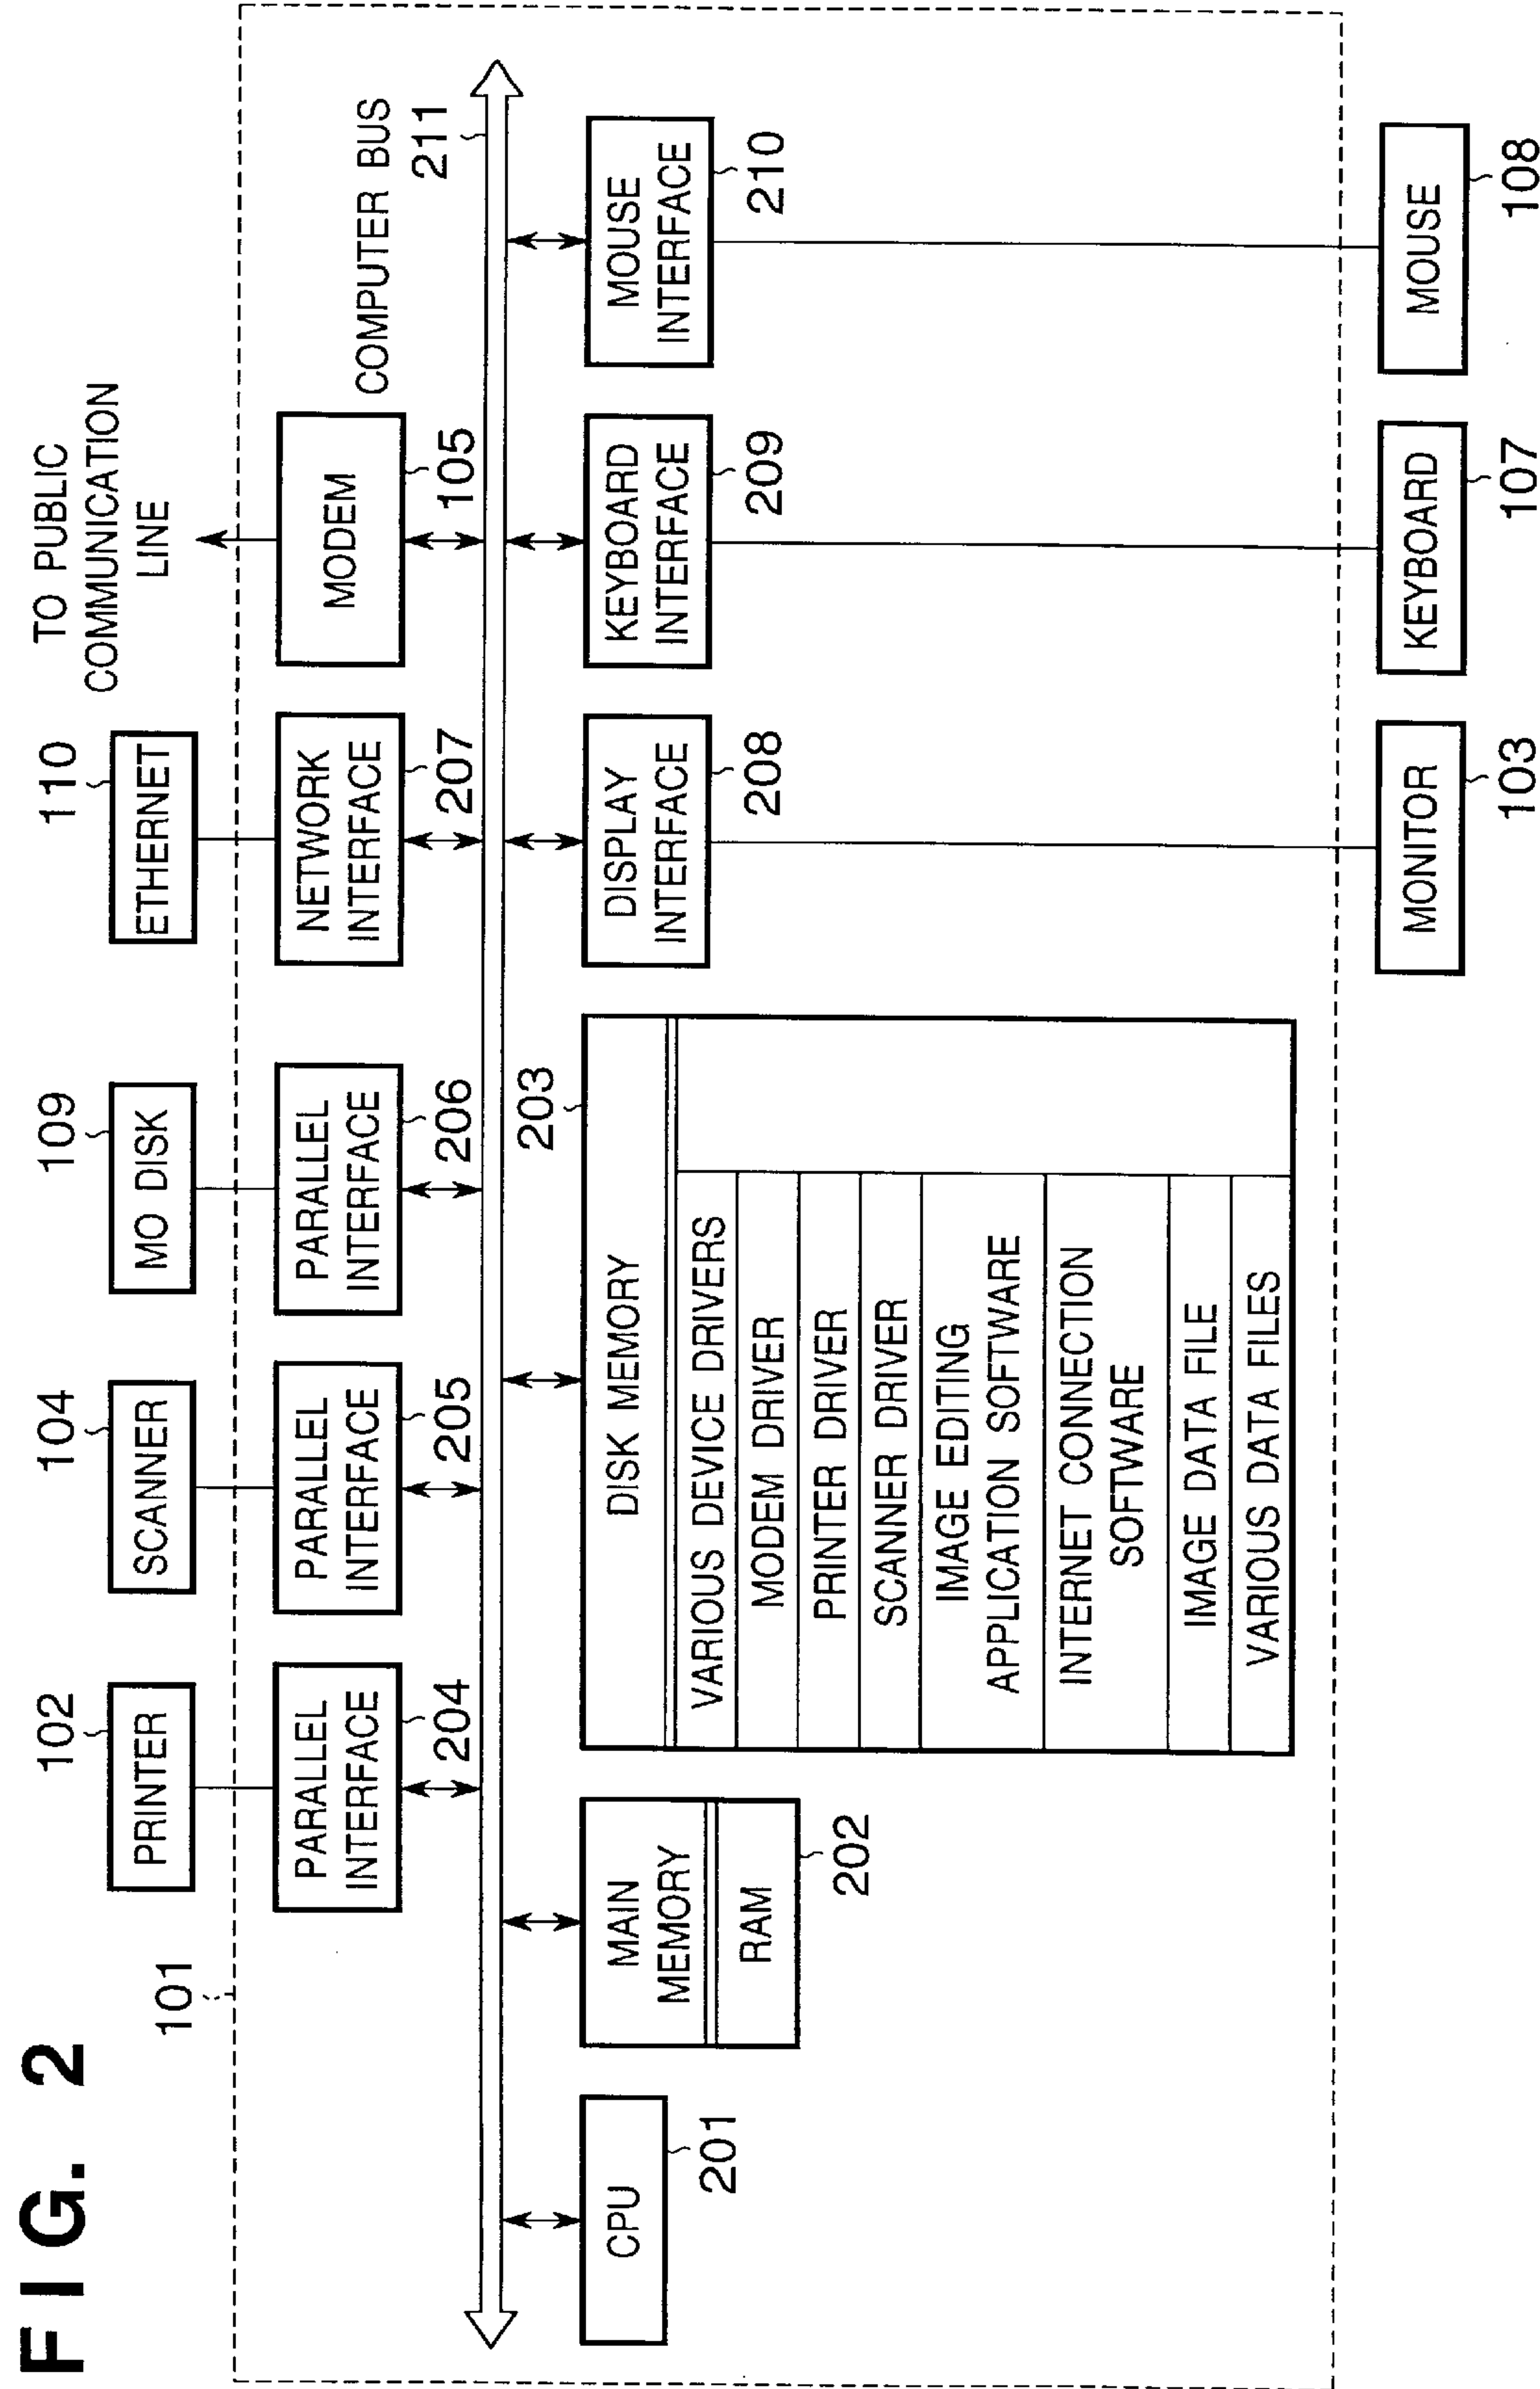 FIG. 2
101
102
PRINTER
PARALLEL
INTERFACE
204
104
SCANNER
PARALLEL
INTERFACE
205
109
MO DISK
PARALLEL
INTERFACE
206
110
ETHERNET
NETWORK
INTERFACE
207
TO PUBLIC
COMMUNICATION
LINE
MODEM
105
COMPUTER BUS
211
CPU
201
MAIN
MEMORY
RAM
202
203
DISK MEMORY
VARIOUS DEVICE DRIVERS
MODEM DRIVER
PRINTER DRIVER
SCANNER DRIVER
IMAGE EDITING
APPLICATION SOFTWARE
INTERNET CONNECTION
SOFTWARE
IMAGE DATA FILE
VARIOUS DATA FILES
DISPLAY
INTERFACE
208
KEYBOARD
INTERFACE
209
MOUSE
INTERFACE
210
MONITOR
103
KEYBOARD
107
MOUSE
108